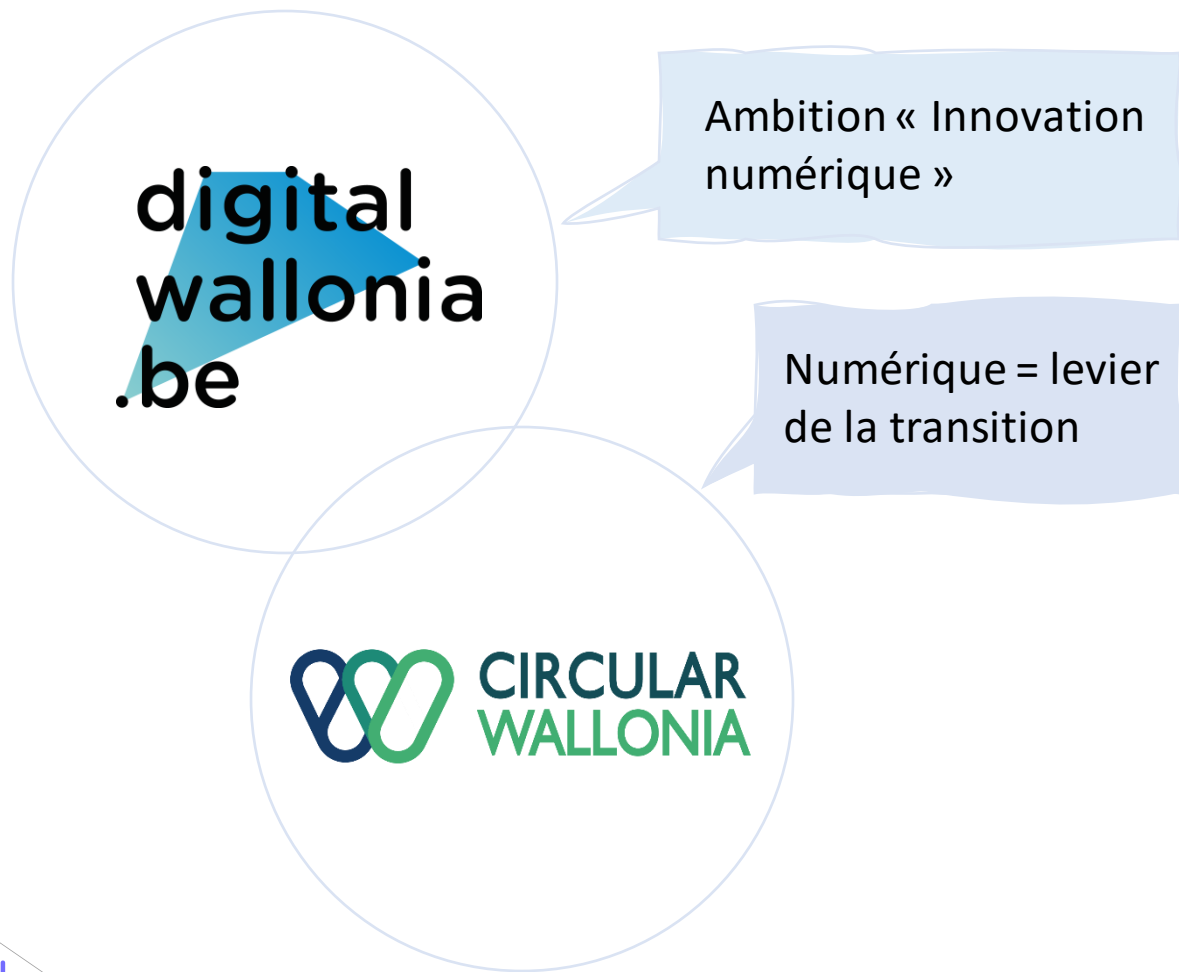 digital
wallonia
.be
Ambition « Innovation
numérique »
Numérique = levier
de la transition
CIRCULAR
WALLONIA